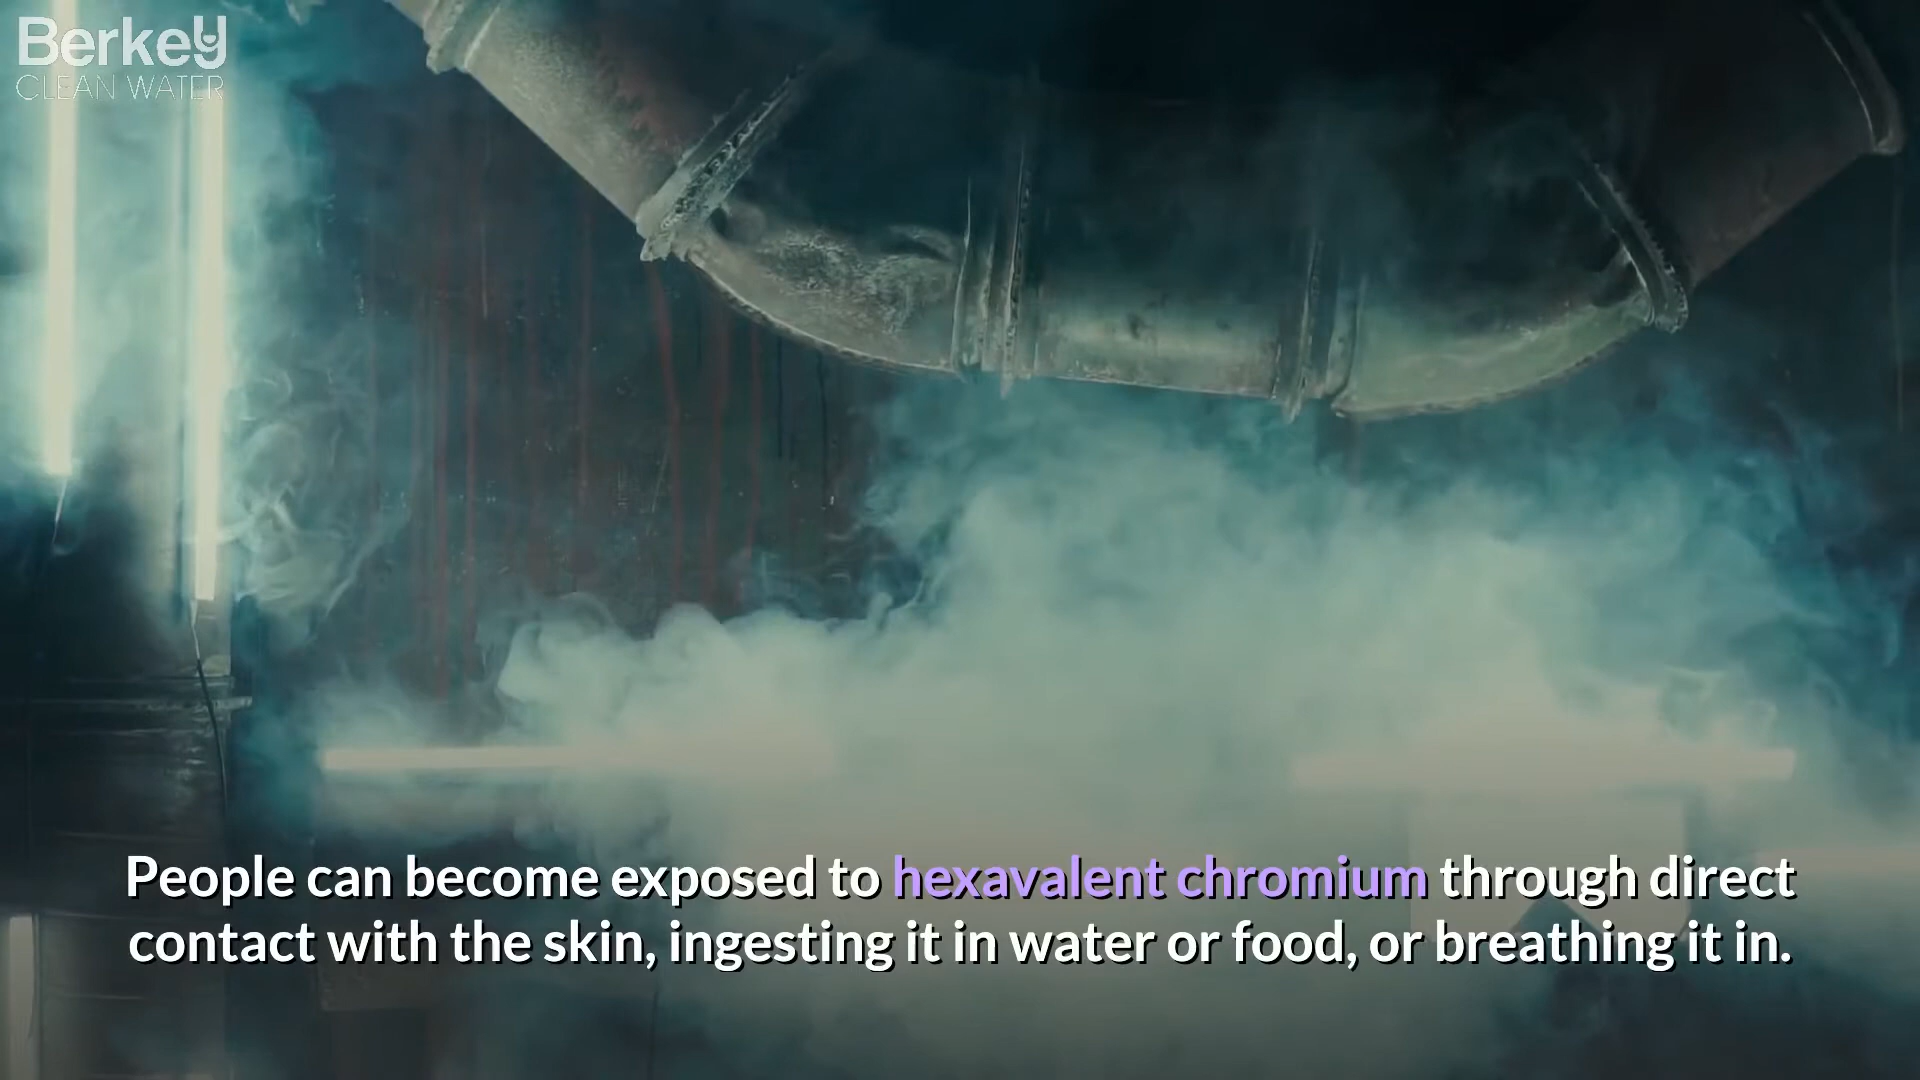 Berkey
CLEAN WATER
People can become exposed to hexavalent chromium through direct
contact with the skin, ingesting it in water or food, or breathing it in.